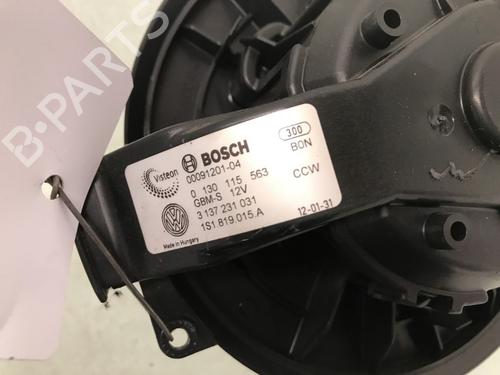 B-PARTS
Visteon
BOSCH
300
00091201-04
BON
0 130 115 563
CCW
GBM-S 12V
3 137 231 031
1S1.819.015.A
12-01-31
Made in Hungary